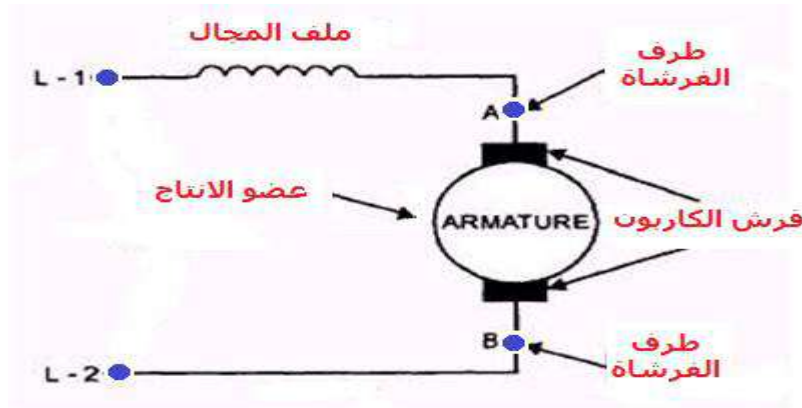 ملف المجال
L - 1
طرف
الفرشاة
A
عضو الانتاج
ARMATURE
فرش الكاربون
B
طرف
الفرشاة
L - 2